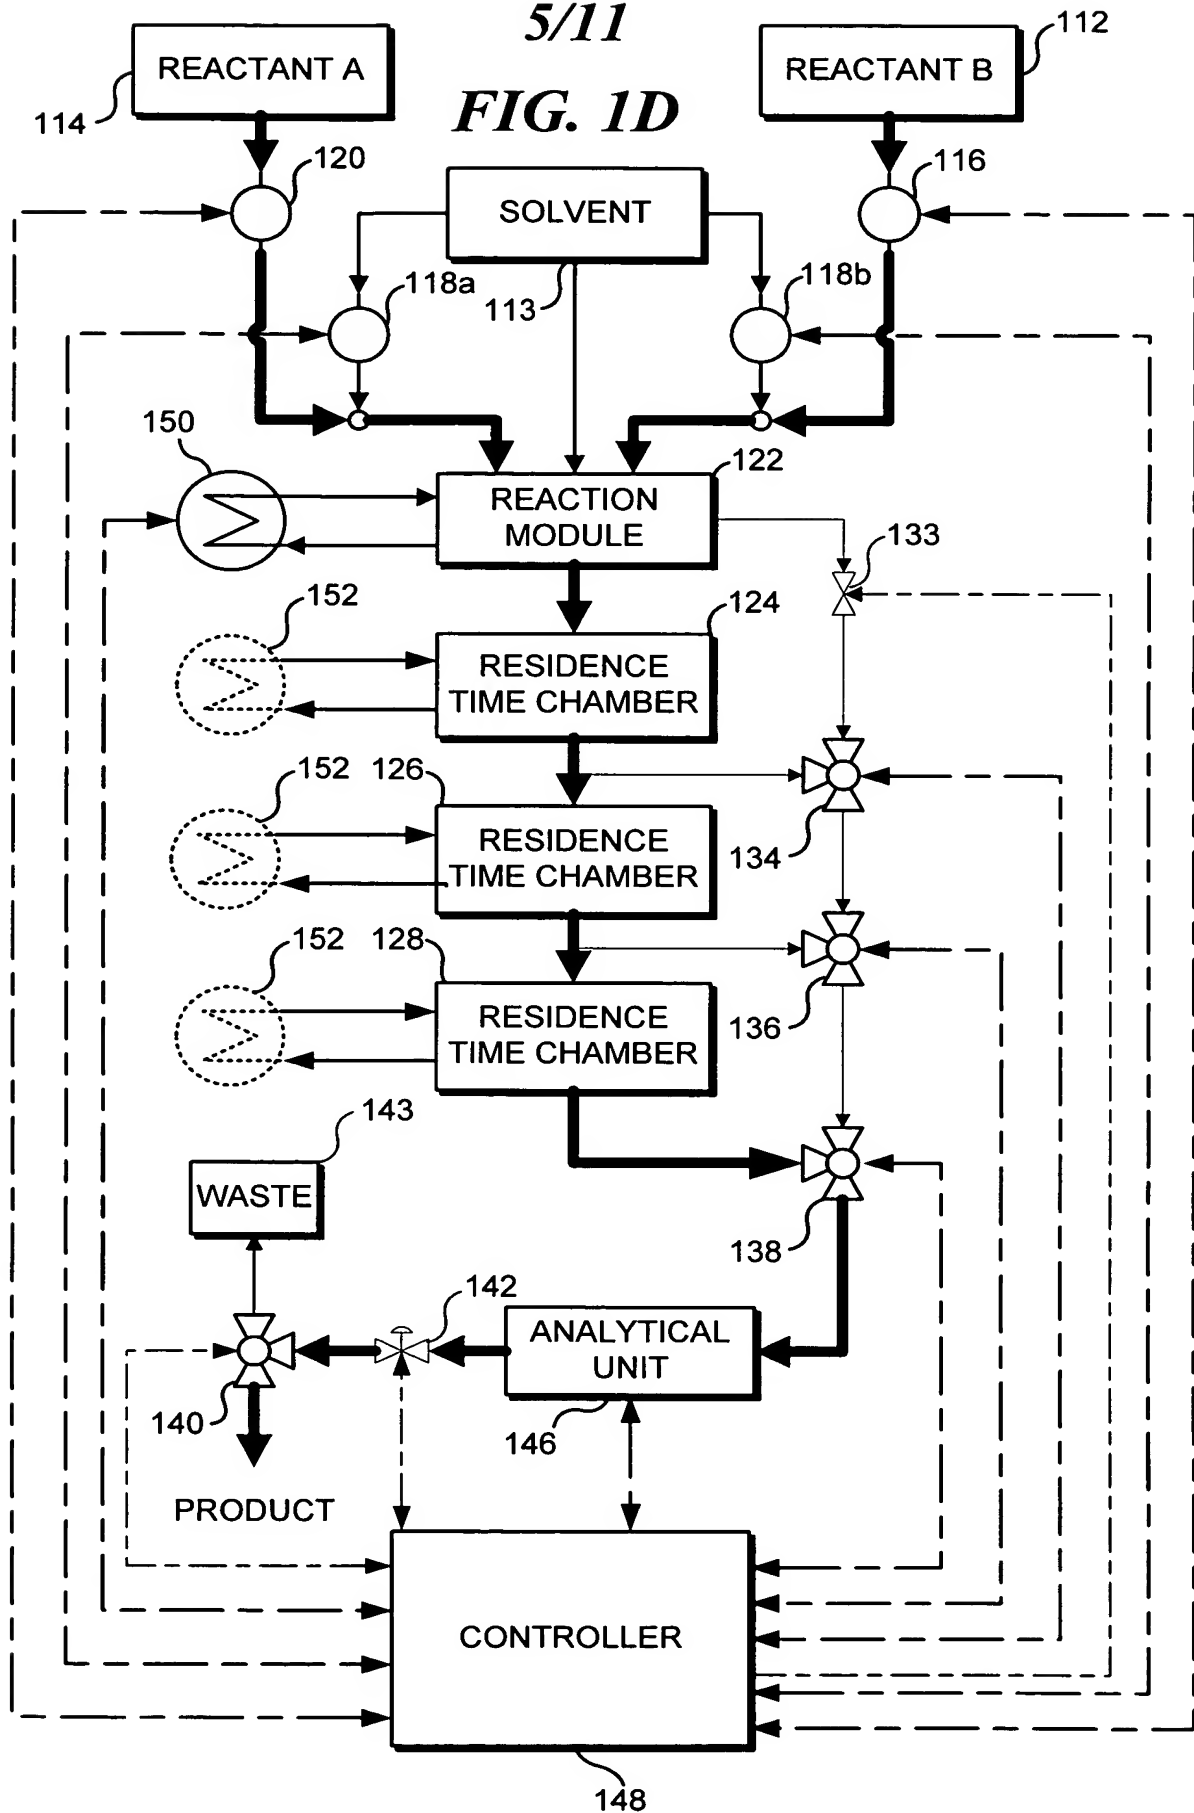 5/11
REACTANT A
REACTANT B
112
114
FIG. 1D
120
116
SOLVENT
118a
113
118b
150
122
REACTION
MODULE
133
152
124
RESIDENCE
TIME CHAMBER
152
126
RESIDENCE
TIME CHAMBER
134
152
128
RESIDENCE
TIME CHAMBER
136
143
WASTE
138
142
ANALYTICAL
UNIT
140
146
PRODUCT
CONTROLLER
148